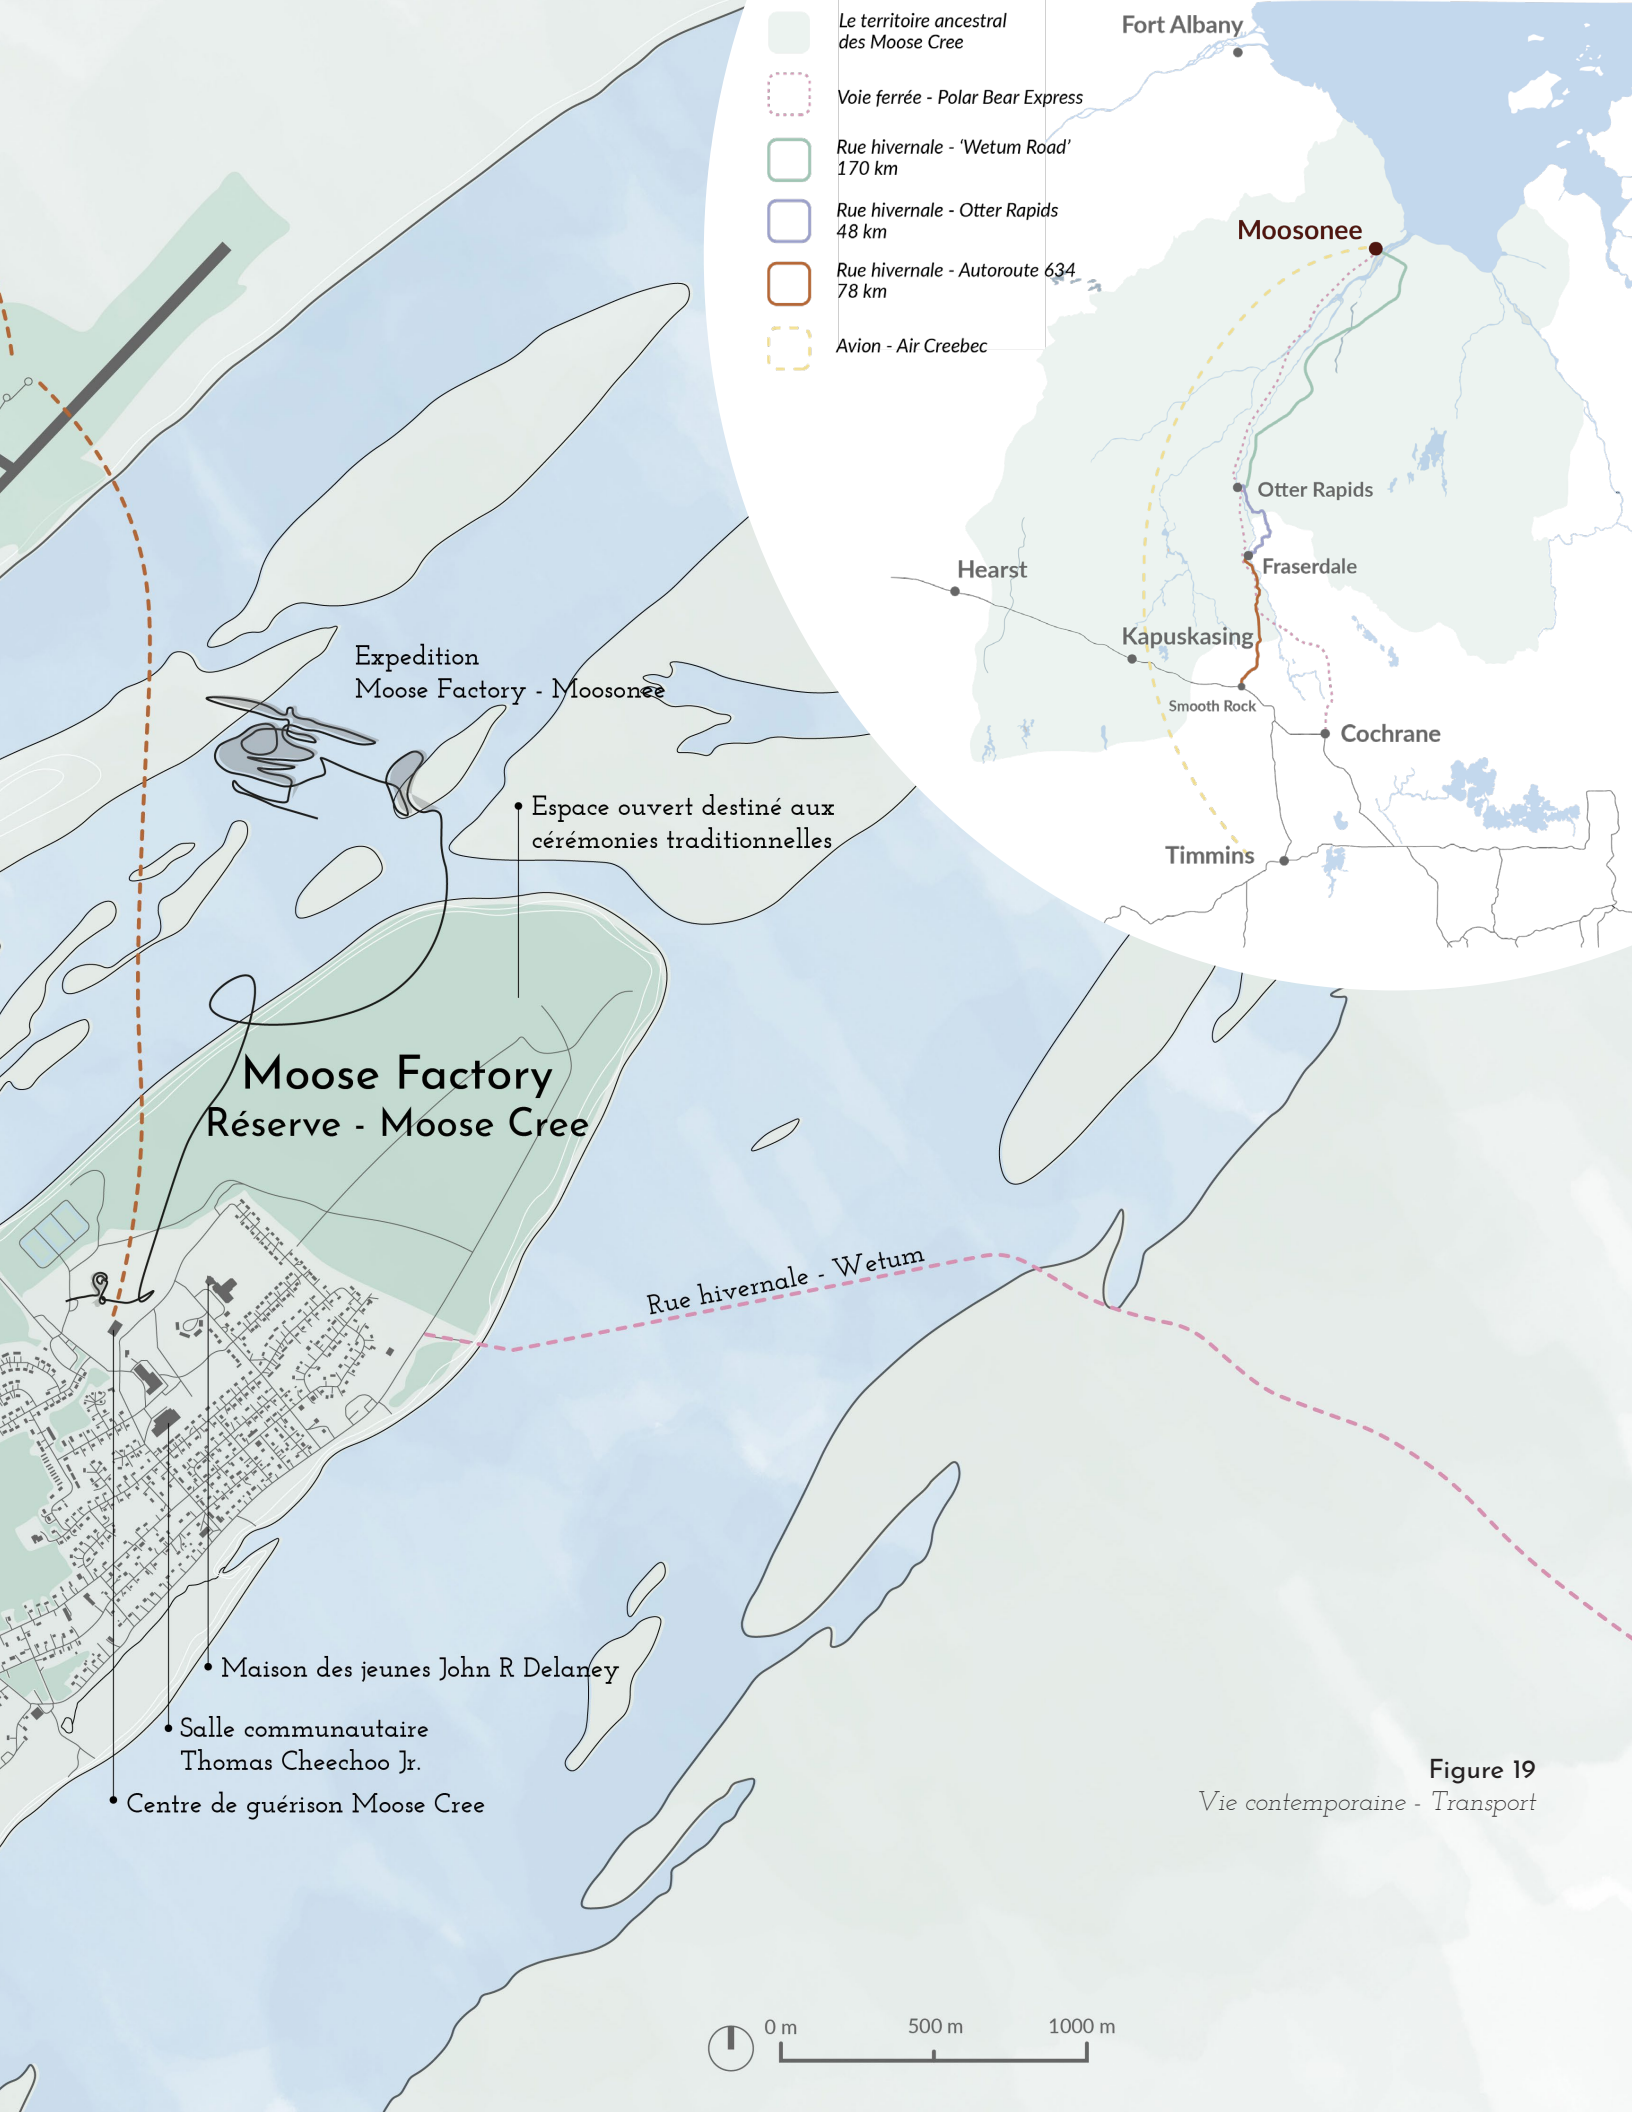 Le territoire ancestral
des Moose Cree
Voie ferrée - Polar Bear Express
Rue hivernale - ‘Wetum Road’
170 km
Rue hivernale - Otter Rapids
48 km
Rue hivernale - Autoroute 634
78 km
Avion - Air Creebec
Fort Albany
Moosonee
Otter Rapids
Fraserdale
Hearst
Kapuskasing
Smooth Rock
Cochrane
Timmins
Expedition
Moose Factory - Moosonee
Espace ouvert destiné aux
cérémonies traditionnelles
Moose Factory
Réserve - Moose Cree
Rue hivernale - Wetum
Maison des jeunes John R Delaney
Salle communautaire
Thomas Cheechoo Jr.
Centre de guérison Moose Cree
Figure 19
Vie contemporaine - Transport
0 m
500 m
1000 m